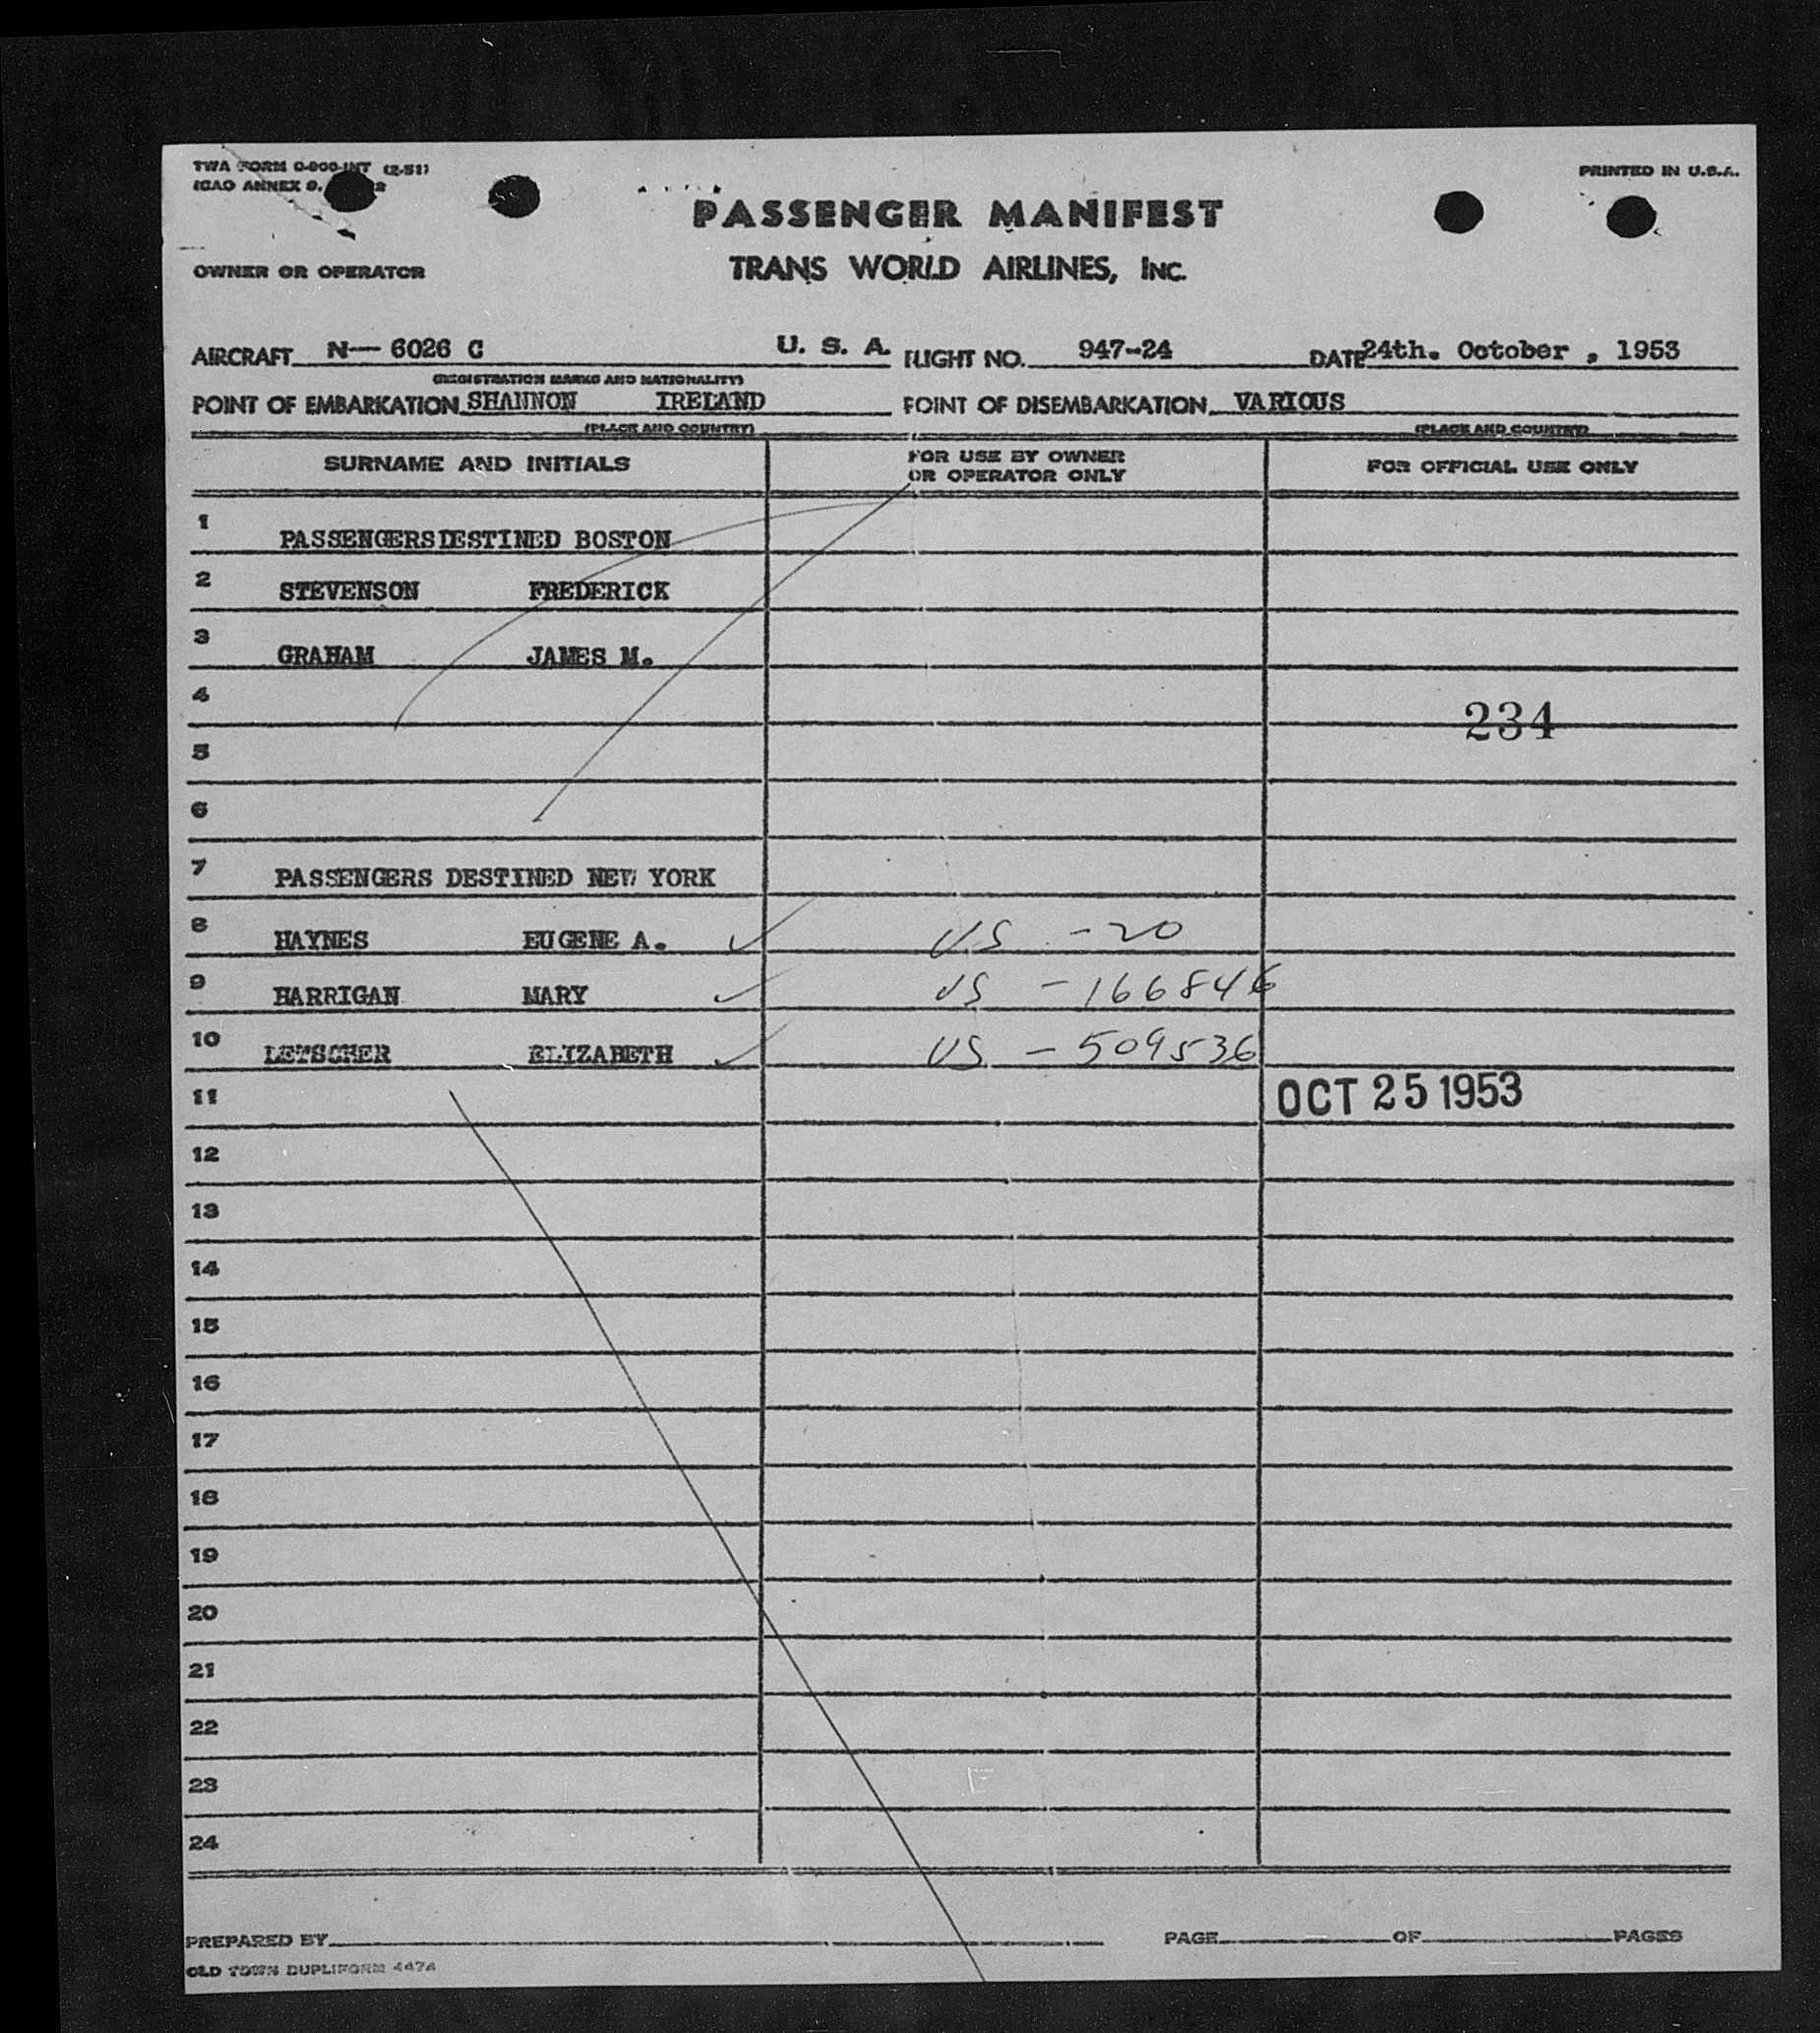 TWA FORM O-800-INT (2-51)
ICAO ANNEX 9.
PRINTED IN U.S.A.
PASSENGER MANIFEST
OWNER OR OPERATOR
TRANS WORLD AIRLINES, INC.
AIRCRAFT N- 6026 C U. S. A. FLIGHT NO. 947-24 DATE 24th. October , 1953
(REGISTRATION MARKS AND NATIONALITY)
POINT OF EMBARKATION SHANNON IRELAND POINT OF DISEMBARKATION VARIOUS
(PLACE AND COUNTRY) (PLACE AND COUNTRY)
SURNAME AND INITIALS FOR USE BY OWNER OR OPERATOR ONLY FOR OFFICIAL USE ONLY
1 PASSENGERS DESTINED BOSTON
2 STEVENSON FREDERICK
3 GRAHAM JAMES M.
4
234
5
6
7 PASSENGERS DESTINED NEW YORK
8 HAYNES EUGENE A. ✓ US -20
9 HARRIGAN MARY ✓ US -166846
10 LETSCHER ELIZABETH ✓ US -509536
11 OCT 25 1953
12
13
14
15
16
17
18
19
20
21
22
23
24
PREPARED BY PAGE OF PAGES
OLD TOWN DUPLIFORM 447A